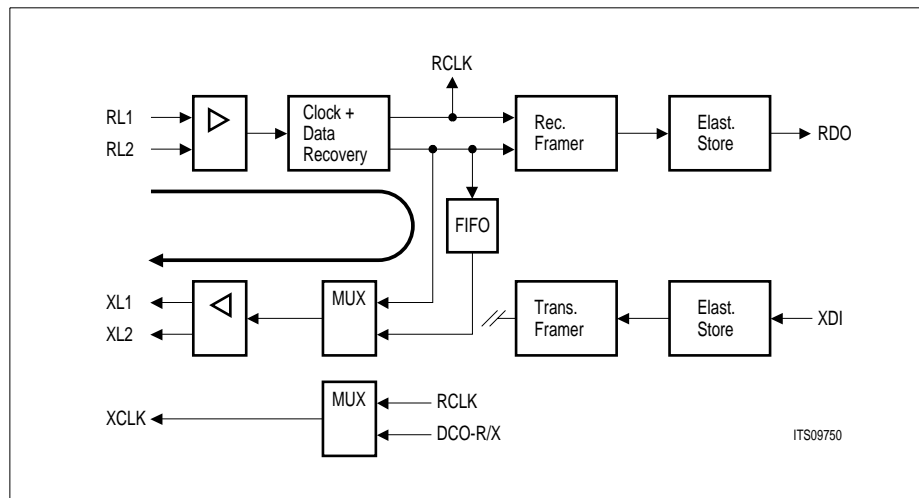 RCLK
RL1
RL2
Clock +
Data
Recovery
Rec.
Framer
Elast.
Store
RDO
FIFO
XL1
XL2
MUX
Trans.
Framer
Elast.
Store
XDI
MUX
XCLK
RCLK
DCO-R/X
ITS09750